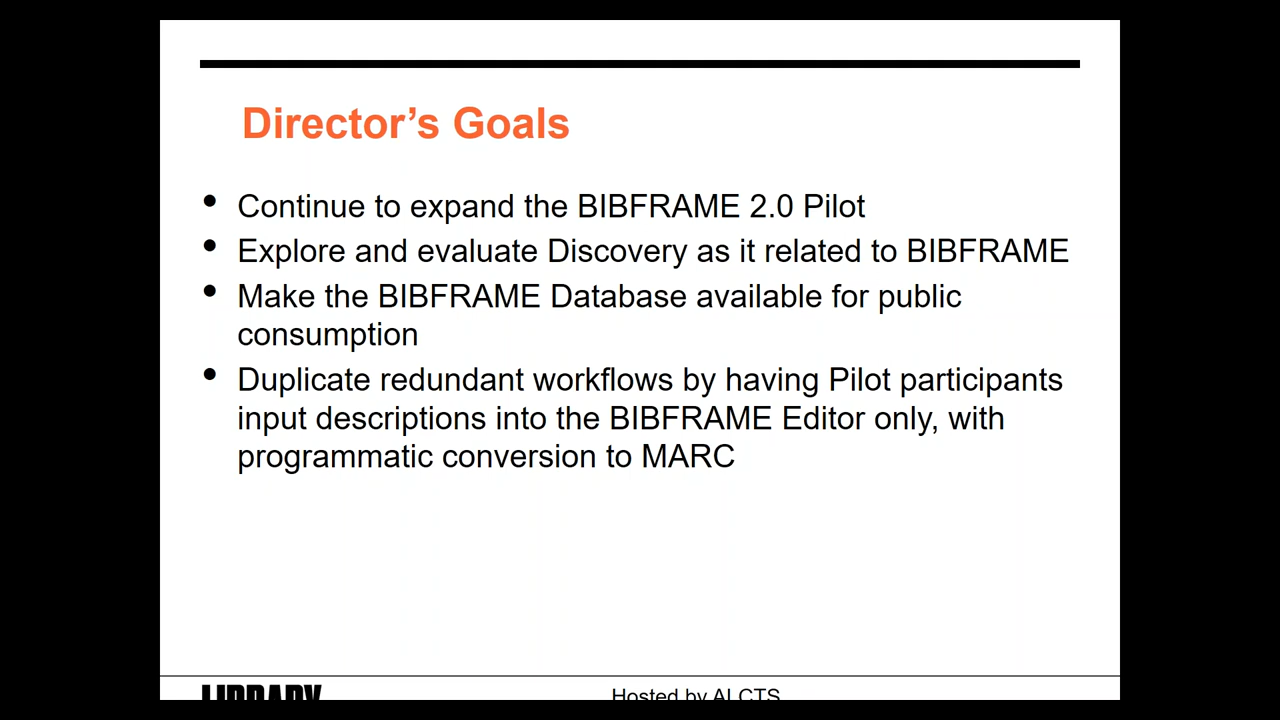 Director’s Goals
• Continue to expand the BIBFRAME 2.0 Pilot
• Explore and evaluate Discovery as it related to BIBFRAME
• Make the BIBFRAME Database available for public
consumption
• Duplicate redundant workflows by having Pilot participants
input descriptions into the BIBFRAME Editor only, with
programmatic conversion to MARC
LIBRARY
Hosted by ALCTS